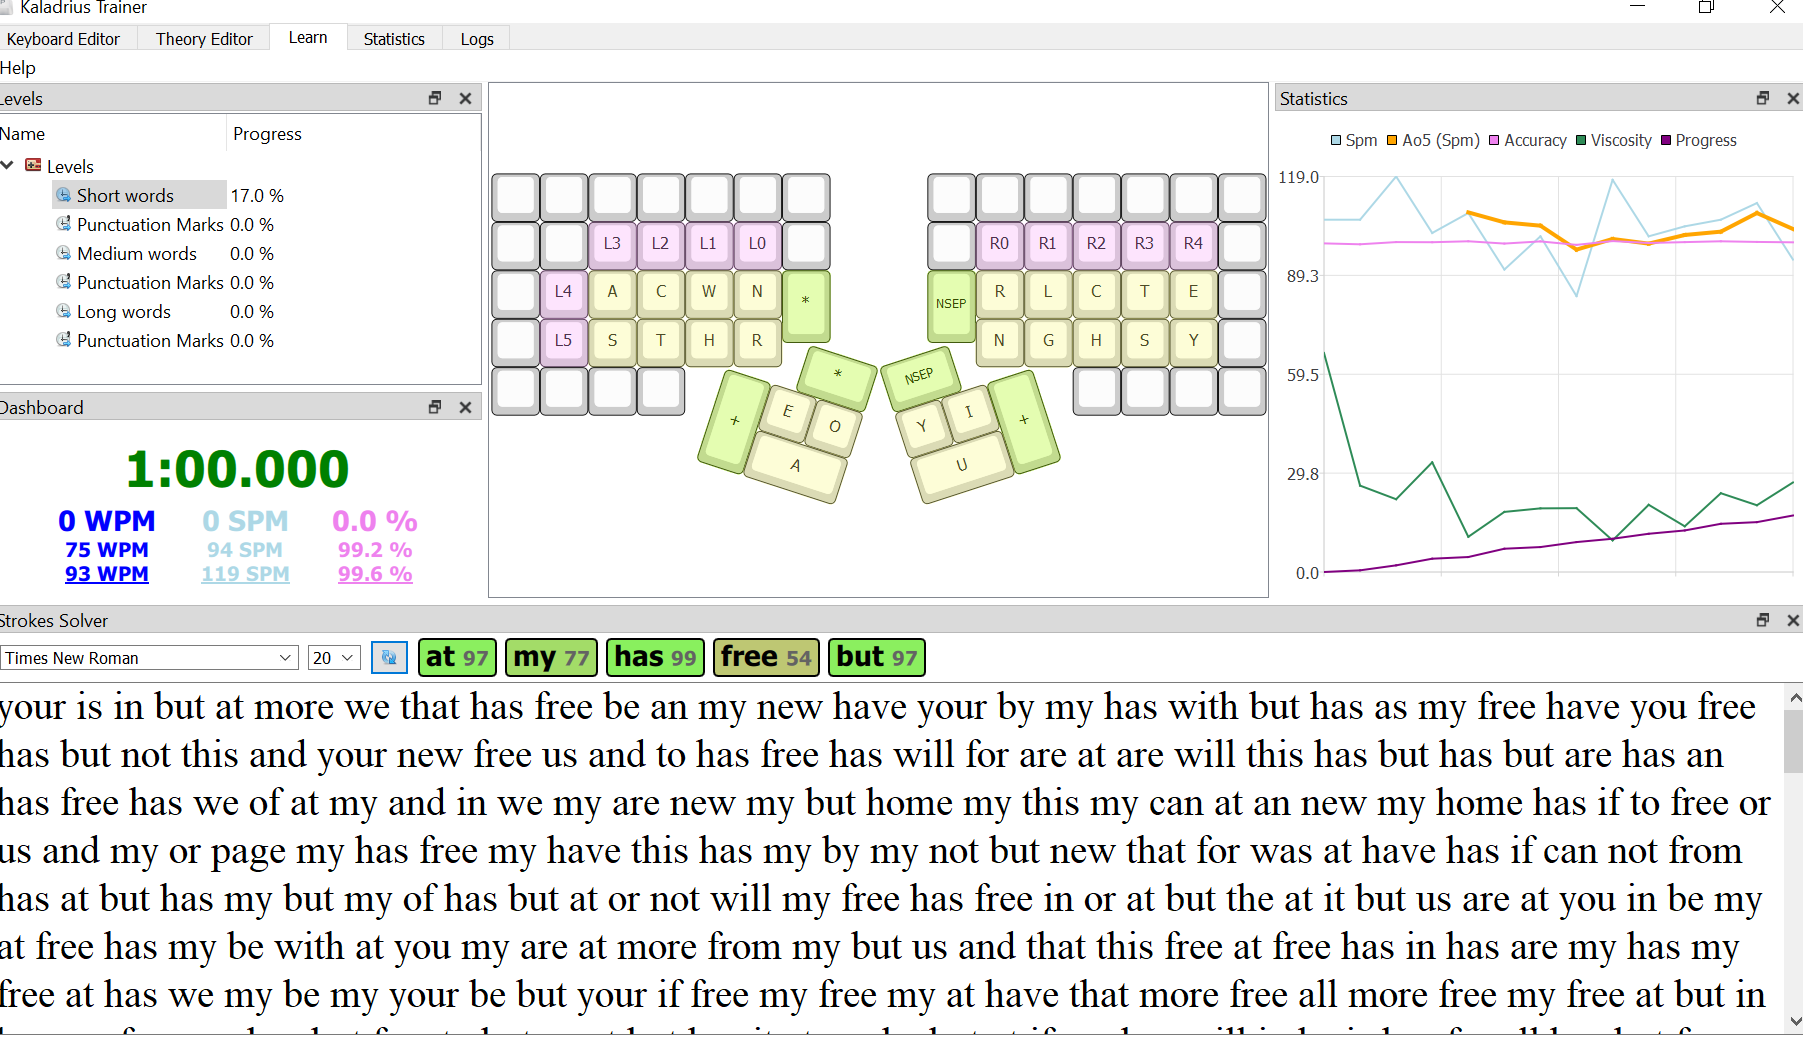 Kaladrius Trainer
Keyboard Editor Theory Editor Learn Statistics Logs
Help
Levels
Name Progress
Levels
Short words 17.0 %
Punctuation Marks 0.0 %
Medium words 0.0 %
Punctuation Marks 0.0 %
Long words 0.0 %
Punctuation Marks 0.0 %
Dashboard
1:00.000
0 WPM 0 SPM 0.0 %
75 WPM 94 SPM 99.2 %
93 WPM 119 SPM 99.6 %
L3 L2 L1 L0 R0 R1 R2 R3 R4
L4 A C W N * NSEP R L C T E
L5 S T H R N G H S Y
* NSEP
+ E O Y I +
A U
Statistics
Spm Ao5 (Spm) Accuracy Viscosity Progress
119.0
89.3
59.5
29.8
0.0
Strokes Solver
Times New Roman 20 at 97 my 77 has 99 free 54 but 97
your is in but at more we that has free be an my new have your by my has with but has as my free have you free
has but not this and your new free us and to has free has will for are at are will this has but has but are has an
has free has we of at my and in we my are new my but home my this my can at an new my home has if to free or
us and my or page my has free my have this has my by my not but new that for was at have has if can not from
has at but has my but my of has but at or not will my free has free in or at but the at it but us are at you in be my
at free has my be with at you my are at more from my but us and that this free at free has in has are my has my
free at has we my be my your be but your if free my free my at have that more free all more free my free at but in